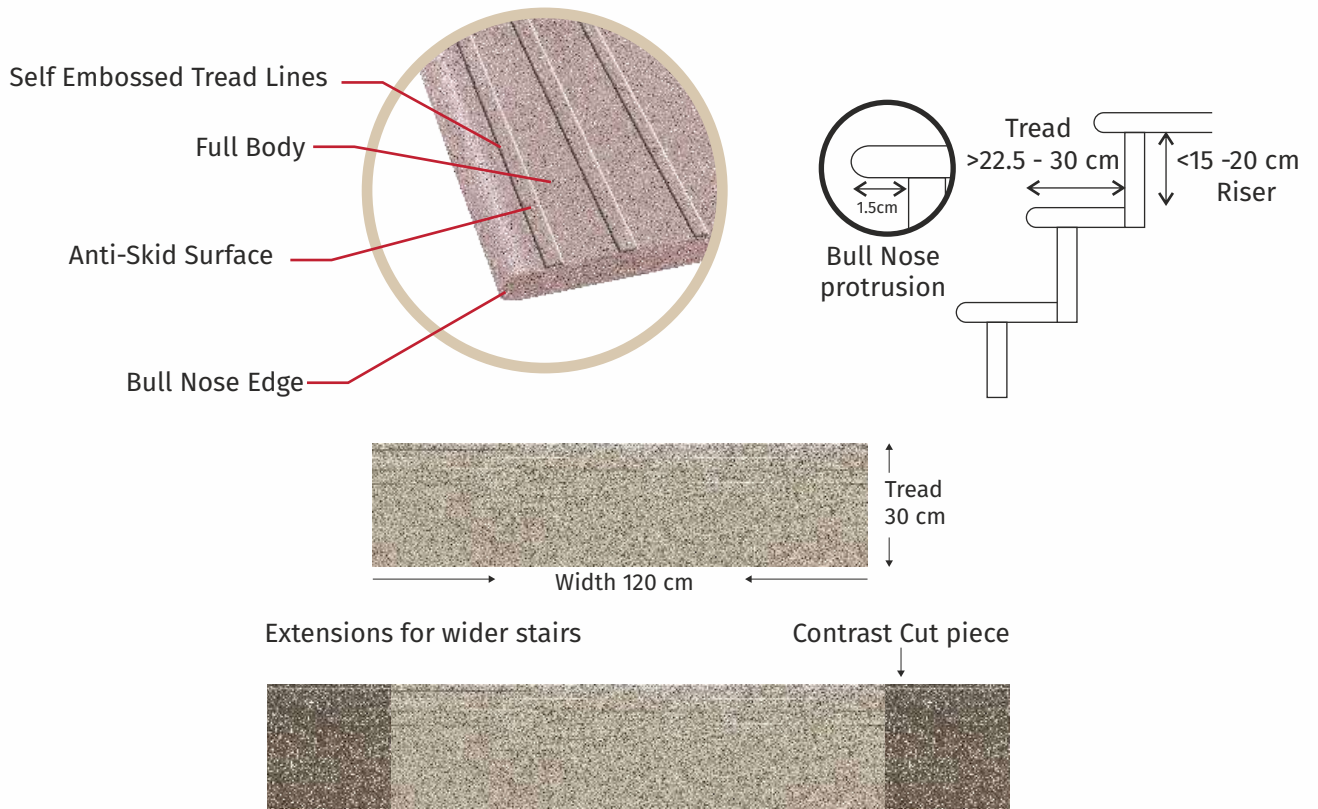 Self Embossed Tread Lines
Full Body
Anti-Skid Surface
Bull Nose Edge
1.5cm
Bull Nose
protrusion
Tread
>22.5 - 30 cm
<15 -20 cm
Riser
Tread
30 cm
Width 120 cm
Extensions for wider stairs
Contrast Cut piece